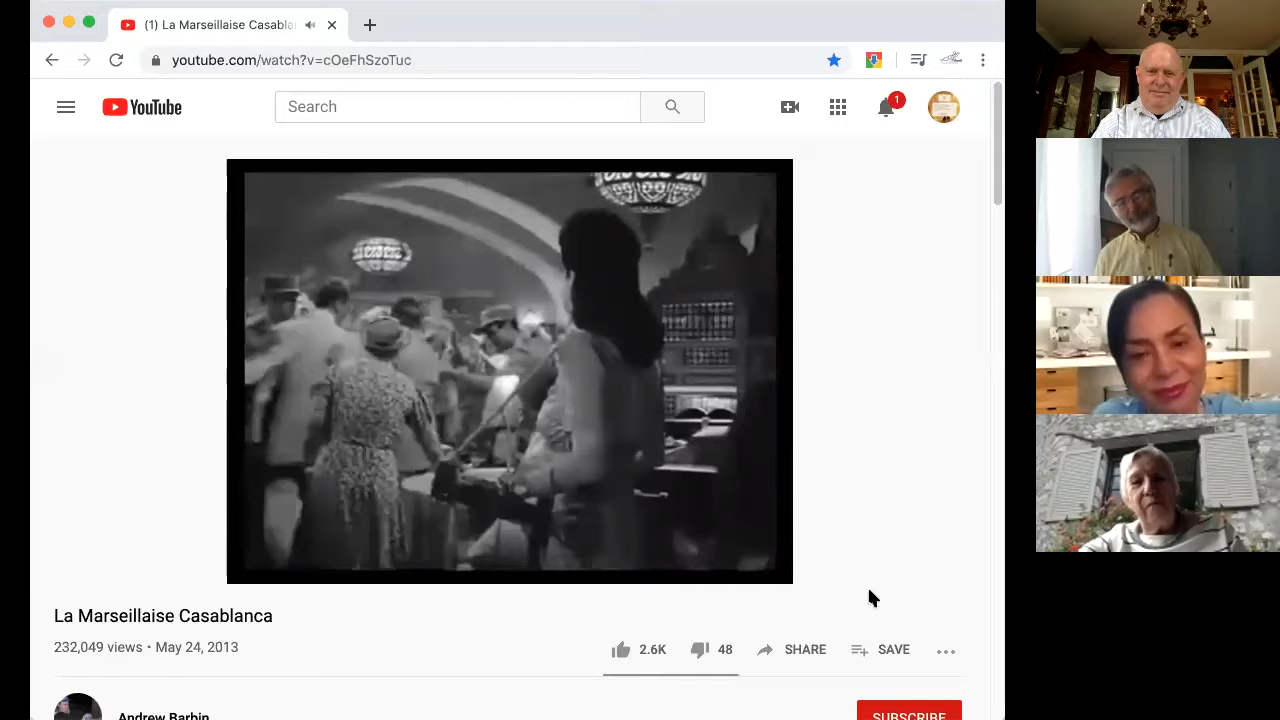 (1) La Marseillaise Casabla
youtube.com/watch?v=cOeFhSzoTuc
YouTube
Search
1
La Marseillaise Casablanca
232,049 views • May 24, 2013
2.6K
48
SHARE
SAVE
Andrew Barbin
SUBSCRIBE